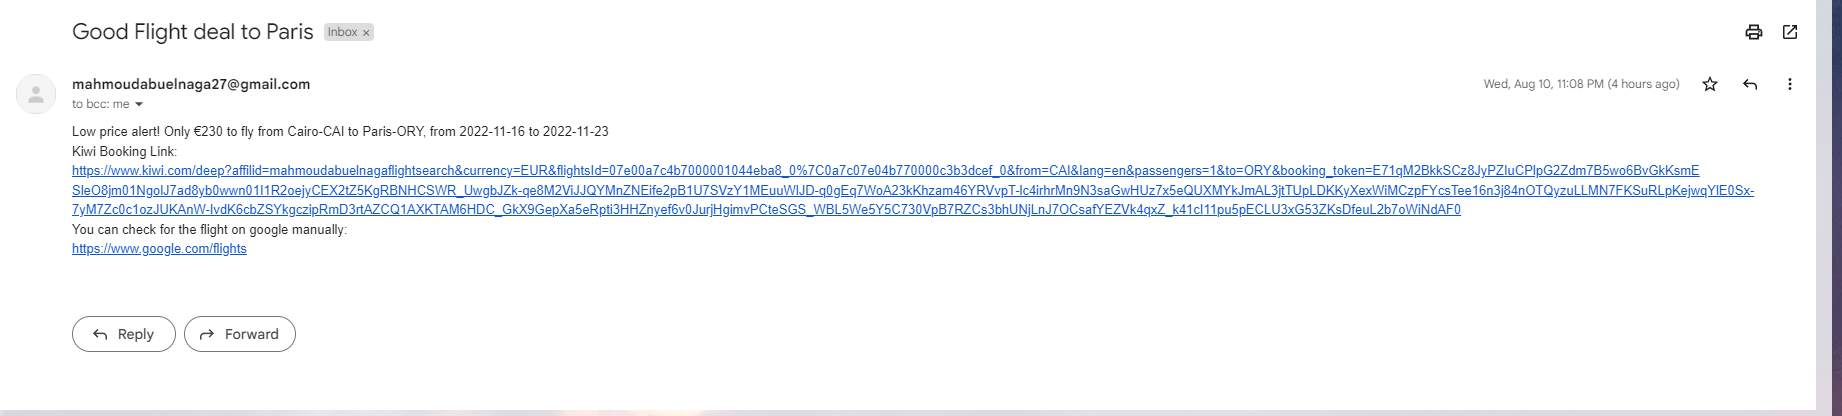 Good Flight deal to Paris Inbox ×
mahmoudabuelnaga27@gmail.com
Wed, Aug 10, 11:08 PM (4 hours ago)
to bcc: me
Low price alert! Only €230 to fly from Cairo-CAI to Paris-ORY, from 2022-11-16 to 2022-11-23
Kiwi Booking Link:
https://www.kiwi.com/deep?affilid=mahmoudabuelnagaflightsearch&currency=EUR&flightsId=07e00a7c4b7000001044eba8_0%7C0a7c07e04b770000c3b3dcef_0&from=CAI&lang=en&passengers=1&to=ORY&booking_token=E71qM2BkkSCz8JyPZIuCPlpG2Zdm7B5wo6BvGkKsmE
SIeO8jm01NgolJ7ad8yb0wwn01I1R2oejyCEX2tZ5KgRBNHCSWR_UwgbJZk-qe8M2ViJJQYMnZNEife2pB1U7SVzY1MEuuWIJD-q0gEq7WoA23kKhzam46YRVvpT-lc4irhrMn9N3saGwHUz7x5eQUXMYkJmAL3jtTUpLDKKyXexWiMCzpFYcsTee16n3j84nOTQyzuLLMN7FKSuRLpKejwqYlE0Sx-
7yM7Zc0c1ozJUKAnW-IvdK6cbZSYkgczipRmD3rtAZCQ1AXKTAM6HDC_GkX9GepXa5eRpti3HHZnyef6v0JurjHgimvPCteSGS_WBL5We5Y5C730VpB7RZCs3bhUNjLnJ7OCsafYEZVk4qxZ_k41cI11pu5pECLU3xG53ZKsDfeuL2b7oWiNdAF0
You can check for the flight on google manually:
https://www.google.com/flights
Reply
Forward